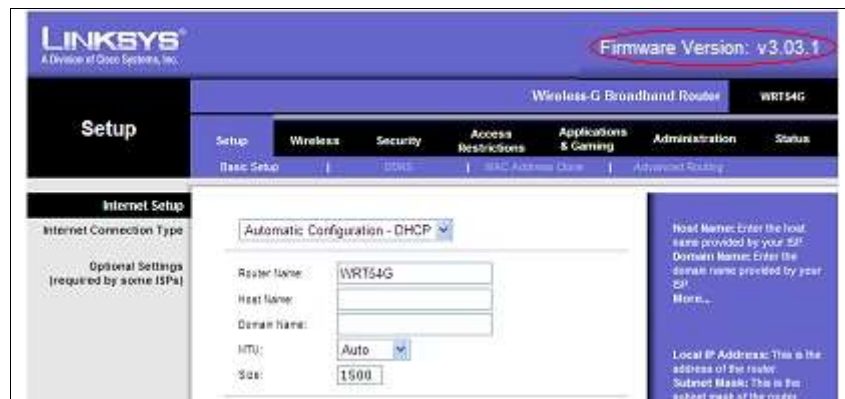 LINKSYS®
A Division of Cisco Systems, Inc.
Firmware Version: v3.03.1
Wireless-G Broadband Router WRT54G
Setup
Setup Wireless Security Access Restrictions Applications & Gaming Administration Status
Basic Setup | DDNS | MAC Address Clone | Advanced Routing
Internet Setup
Internet Connection Type
Automatic Configuration - DHCP
Optional Settings
(required by some ISPs)
Router Name: WRT54G
Host Name:
Domain Name:
MTU: Auto
Size: 1500
Host Name: Enter the host
name provided by your ISP.
Domain Name: Enter the
domain name provided by your
ISP.
More...
Local IP Address: This is the
address of the router.
Subnet Mask: This is the
subnet mask of the router.